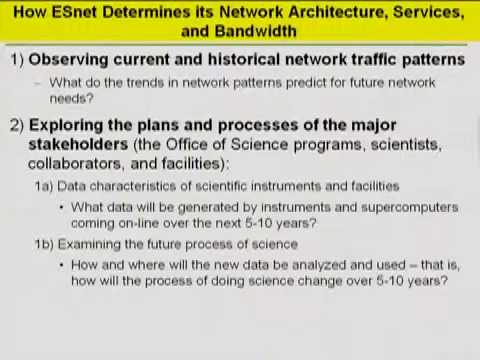 How ESnet Determines its Network Architecture, Services,
and Bandwidth
1) Observing current and historical network traffic patterns
– What do the trends in network patterns predict for future network
needs?
2) Exploring the plans and processes of the major
stakeholders (the Office of Science programs, scientists,
collaborators, and facilities):
1a) Data characteristics of scientific instruments and facilities
• What data will be generated by instruments and supercomputers
coming on-line over the next 5-10 years?
1b) Examining the future process of science
• How and where will the new data be analyzed and used – that is,
how will the process of doing science change over 5-10 years?